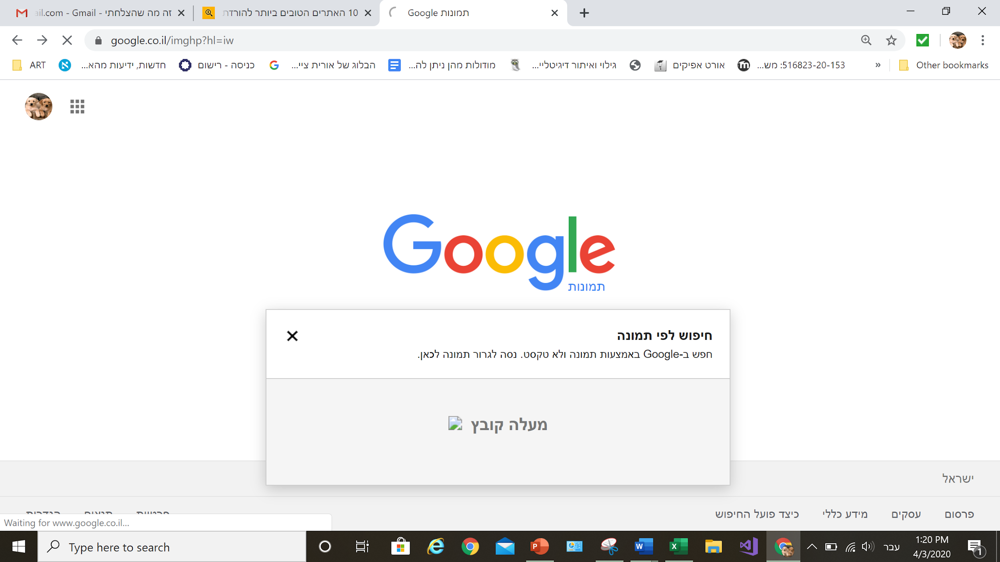 ail.com - Gmail - זה מה שהצלחתי
10 האתרים הטובים ביותר להורדת
תמונות Google
google.co.il/imghp?hl=iw
ART
חדשות, ידיעות מהא...
כניסה - רישום
הבלוג של אורית ציי...
מודולות מהן ניתן לה...
גילוי ואיתור דיגיטליי...
אורט אפיקים
516823-20-153: מש...
»
Other bookmarks
Google
תמונות
חיפוש לפי תמונה
חפש ב-Google באמצעות תמונה ולא טקסט. נסה לגרור תמונה לכאן.
מעלה קובץ
ישראל
פרסום עסקים מידע כללי כיצד פועל החיפוש פרטיות תנאים הגדרות
Waiting for www.google.co.il...
Type here to search
עבר
1:20 PM
4/3/2020
1